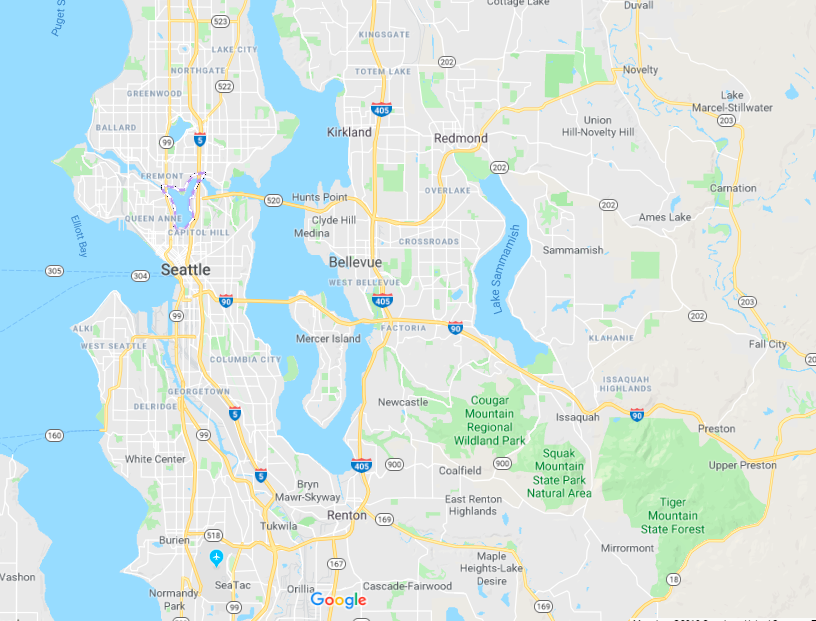 Cottage Lake
Duvall
Puget S
523
KINGSGATE
LAKE CITY
202
NORTHGATE
TOTEM LAKE
Novelty
522
GREENWOOD
Lake
Marcel-Stillwater
405
203
BALLARD
Kirkland
Union
Hill-Novelty Hill
99
5
Redmond
202
FREMONT
OVERLAKE
Carnation
520
Hunts Point
202
QUEEN ANNE
Clyde Hill
Ames Lake
CAPITOL HILL
Medina
Elliott Bay
CROSSROADS
Sammamish
Lake Sammamish
305
304
Seattle
Bellevue
WEST BELLEVUE
90
405
203
99
202
ALKI
FACTORIA
90
WEST SEATTLE
Mercer Island
KLAHANIE
Fall City
COLUMBIA CITY
20
GEORGETOWN
ISSAQUAH
HIGHLANDS
DELRIDGE
5
Newcastle
Cougar
Mountain
Regional
Wildland Park
Issaquah
90
160
99
Preston
White Center
405
900
Coalfield
900
Squak
Mountain
State Park
Natural Area
Upper Preston
5
Bryn
Mawr-Skyway
East Renton
Highlands
Tiger
Mountain
State Forest
Renton
169
Tukwila
Burien
518
Mirrormont
Maple
Heights-Lake
Desire
Vashon
167
18
SeaTac
Cascade-Fairwood
Normandy
Park
Orillia
Google
99
169